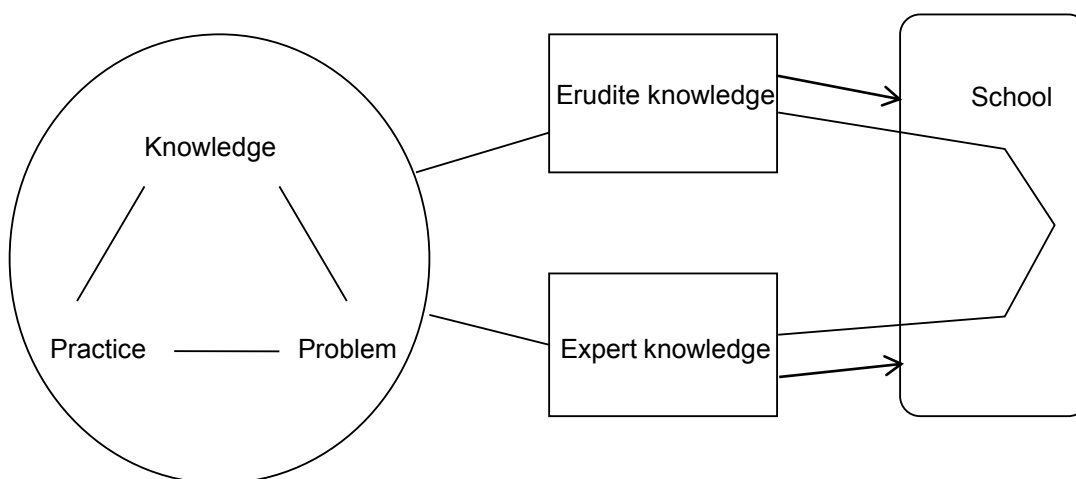 Knowledge
Practice
Problem
Erudite knowledge
Expert knowledge
School